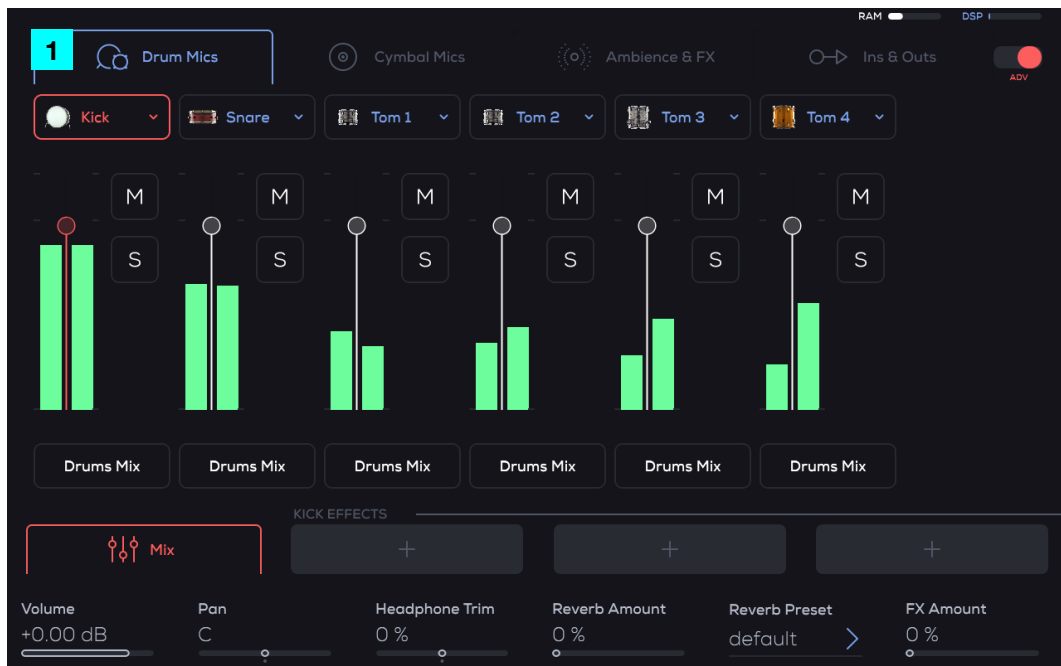 RAM DSP
1 Drum Mics Cymbal Mics Ambience & FX Ins & Outs
ADV
Kick Snare Tom 1 Tom 2 Tom 3 Tom 4
M M M M M M
S S S S S S
Drums Mix Drums Mix Drums Mix Drums Mix Drums Mix Drums Mix
KICK EFFECTS
Mix + + +
Volume Pan Headphone Trim Reverb Amount Reverb Preset FX Amount
+0.00 dB C 0 % 0 % default 0 %